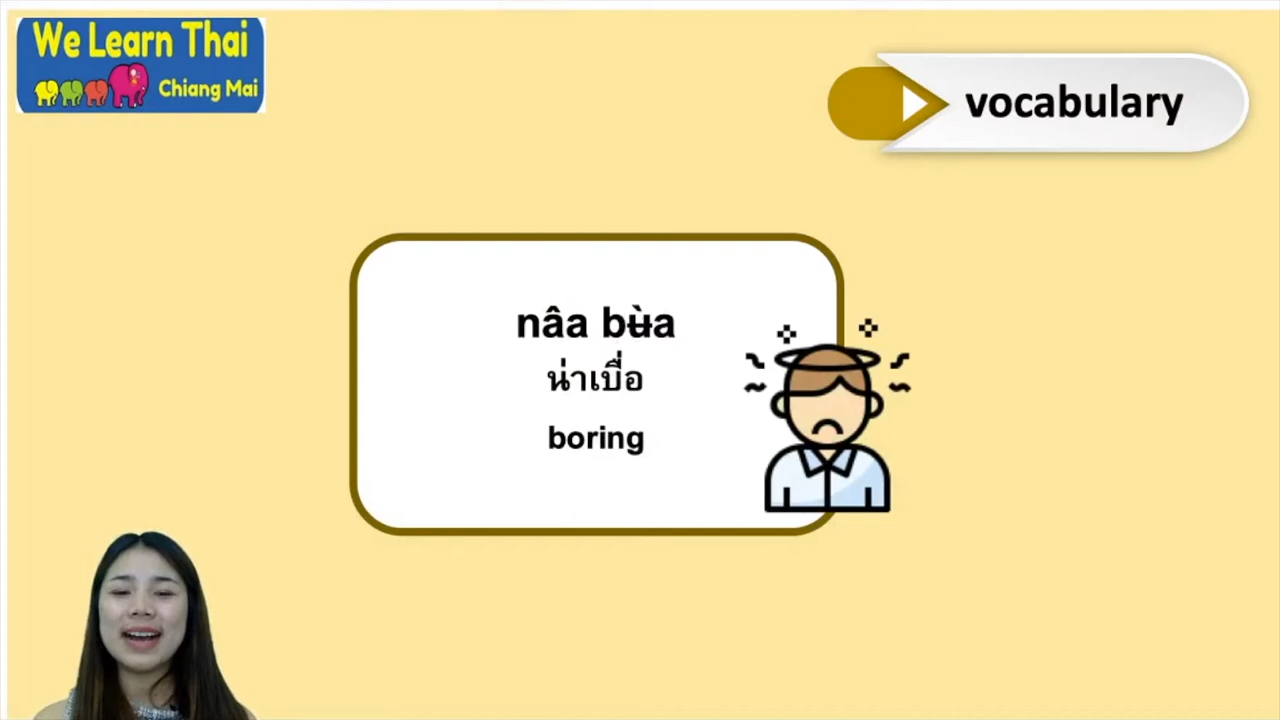 We Learn Thai
Chiang Mai
vocabulary
nâa bʉ̀a
น่าเบื่อ
boring